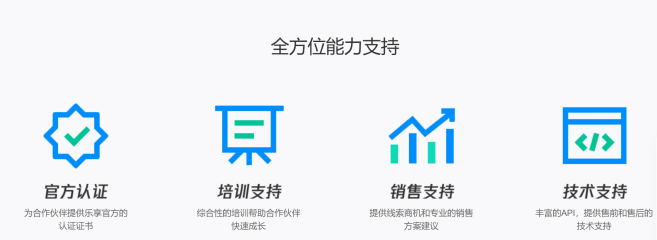 全方位能力支持
官方认证 培训支持 销售支持 技术支持
为合作伙伴提供乐享官方的 综合性的培训帮助合作伙伴 提供线索商机和专业的销售 丰富的API，提供售前和售后的
认证证书 快速成长 方案建议 技术支持